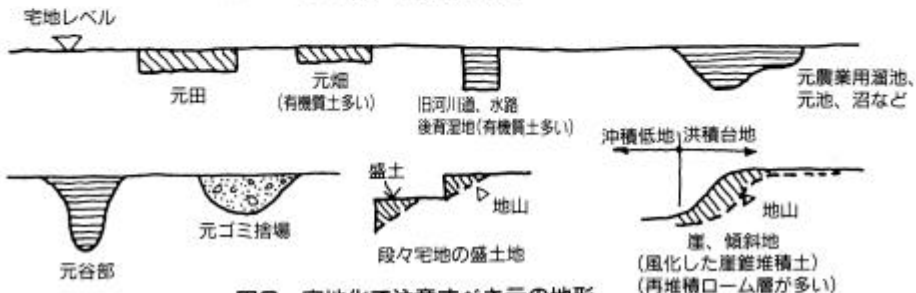 宅地レベル
元田
元畑
(有機質土多い)
旧河川道、水路
後背湿地(有機質土多い)
元農業用溜池、
元池、沼など
元谷部
元ゴミ捨場
盛土
地山
段々宅地の盛土地
沖積低地
洪積台地
地山
崖、傾斜地
(風化した崖錐堆積土)
(再堆積ローム層が多い)